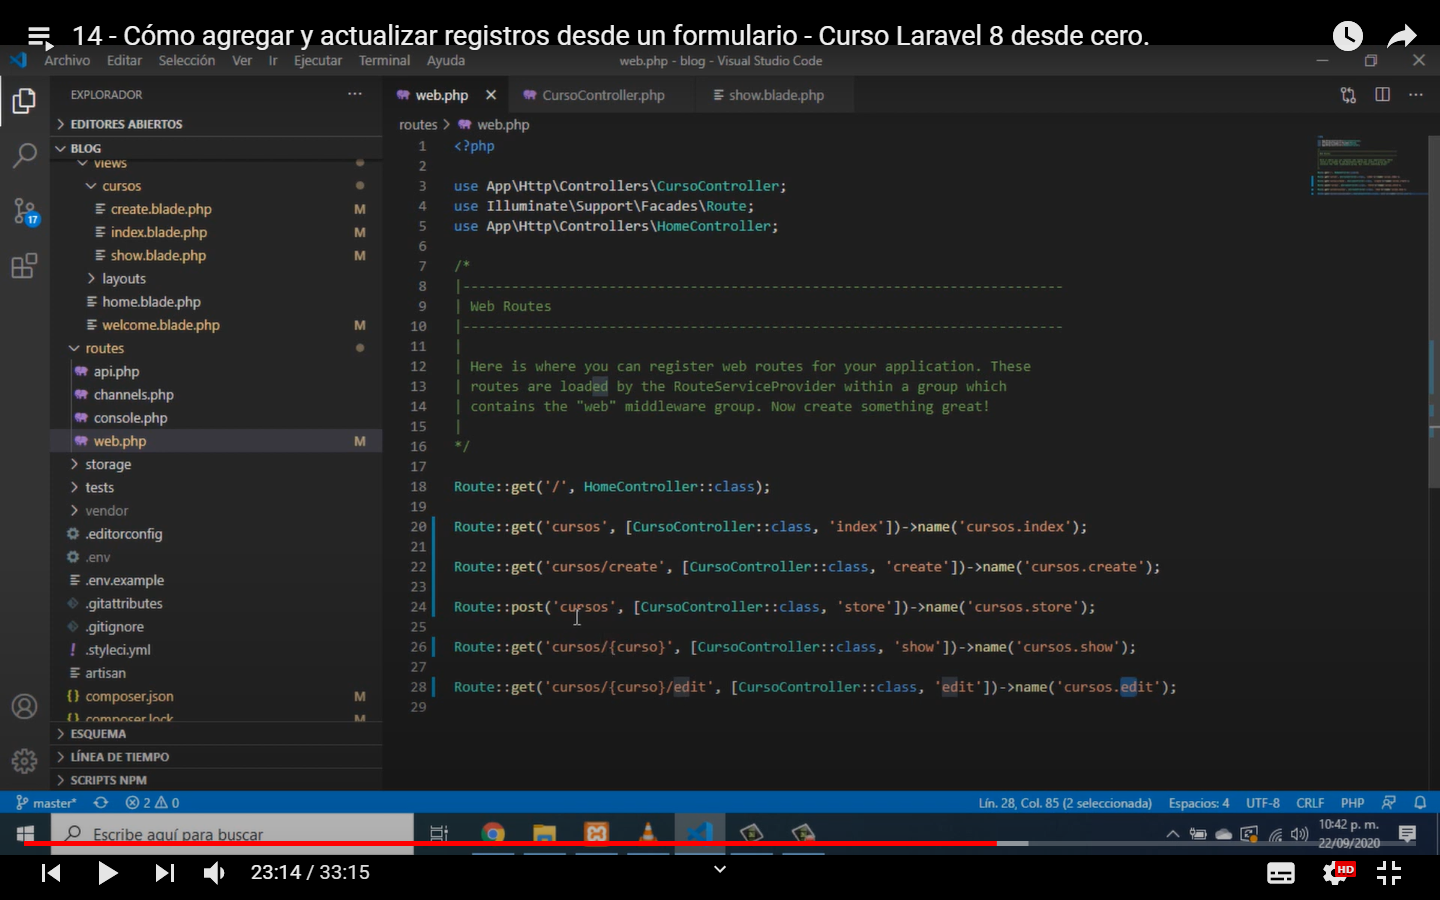 14 - Cómo agregar y actualizar registros desde un formulario - Curso Laravel 8 desde cero.
Archivo Editar Selección Ver Ir Ejecutar Terminal Ayuda
web.php - blog - Visual Studio Code
EXPLORADOR
EDITORES ABIERTOS
BLOG
views
cursos
create.blade.php M
index.blade.php M
show.blade.php M
layouts
home.blade.php
welcome.blade.php M
routes
api.php
channels.php
console.php
web.php M
storage
tests
vendor
.editorconfig
.env
.env.example
.gitattributes
.gitignore
.styleci.yml
artisan
composer.json M
composer.lock M
ESQUEMA
LÍNEA DE TIEMPO
SCRIPTS NPM
17
web.php CursoController.php show.blade.php
routes > web.php
1 <?php
2
3 use App\Http\Controllers\CursoController;
4 use Illuminate\Support\Facades\Route;
5 use App\Http\Controllers\HomeController;
6
7 /*
8 |--------------------------------------------------------------------------
9 | Web Routes
10 |--------------------------------------------------------------------------
11 |
12 | Here is where you can register web routes for your application. These
13 | routes are loaded by the RouteServiceProvider within a group which
14 | contains the "web" middleware group. Now create something great!
15 |
16 */
17
18 Route::get('/', HomeController::class);
19
20 Route::get('cursos', [CursoController::class, 'index'])->name('cursos.index');
21
22 Route::get('cursos/create', [CursoController::class, 'create'])->name('cursos.create');
23
24 Route::post('cursos', [CursoController::class, 'store'])->name('cursos.store');
25
26 Route::get('cursos/{curso}', [CursoController::class, 'show'])->name('cursos.show');
27
28 Route::get('cursos/{curso}/edit', [CursoController::class, 'edit'])->name('cursos.edit');
29
master* 2 0
Lín. 28, Col. 85 (2 seleccionada) Espacios: 4 UTF-8 CRLF PHP
Escribe aquí para buscar
10:42 p. m.
22/09/2020
23:14 / 33:15
HD